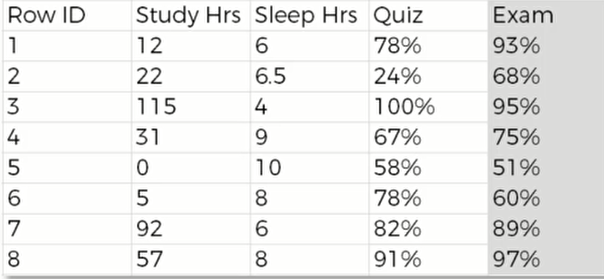 Row ID Study Hrs Sleep Hrs Quiz Exam
1 12 6 78% 93%
2 22 6.5 24% 68%
3 115 4 100% 95%
4 31 9 67% 75%
5 0 10 58% 51%
6 5 8 78% 60%
7 92 6 82% 89%
8 57 8 91% 97%